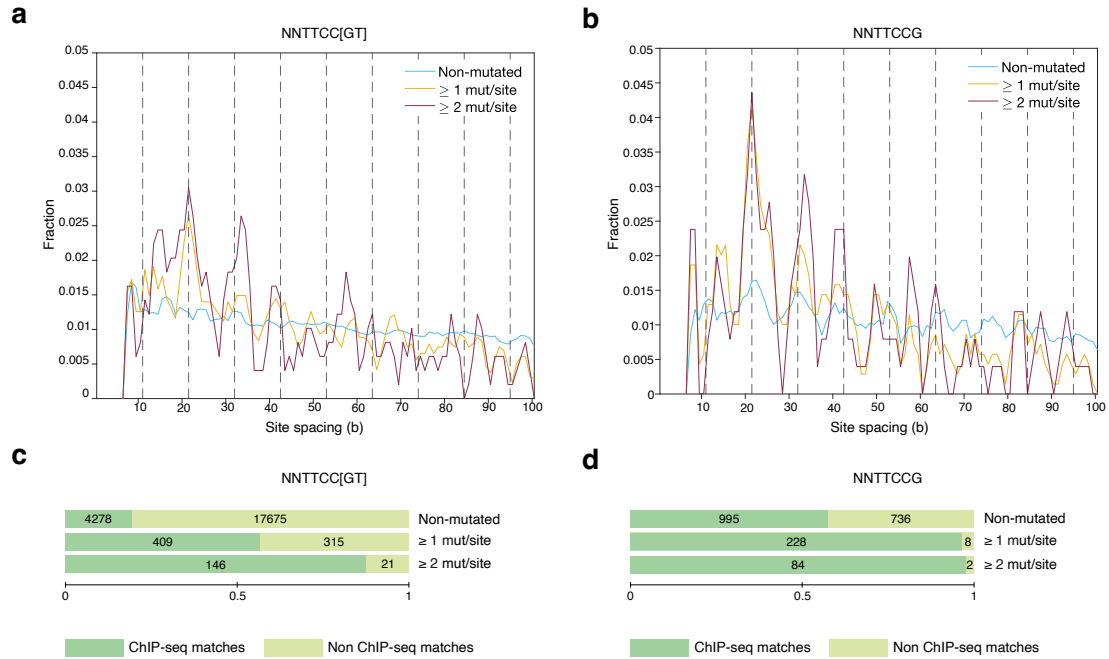 a
NNTTCC[GT]
0.05
0.045
0.04
0.035
0.03
0.025
0.02
0.015
0.01
0.005
0
Fraction
Non-mutated
≥ 1 mut/site
≥ 2 mut/site
10 20 30 40 50 60 70 80 90 100
Site spacing (b)
b
NNTTCCG
0.05
0.045
0.04
0.035
0.03
0.025
0.02
0.015
0.01
0.005
0
Fraction
Non-mutated
≥ 1 mut/site
≥ 2 mut/site
10 20 30 40 50 60 70 80 90 100
Site spacing (b)
c
NNTTCC[GT]
4278 17675 Non-mutated
409 315 ≥ 1 mut/site
146 21 ≥ 2 mut/site
0 0.5 1
ChIP-seq matches Non ChIP-seq matches
d
NNTTCCG
995 736 Non-mutated
228 8 ≥ 1 mut/site
84 2 ≥ 2 mut/site
0 0.5 1
ChIP-seq matches Non ChIP-seq matches